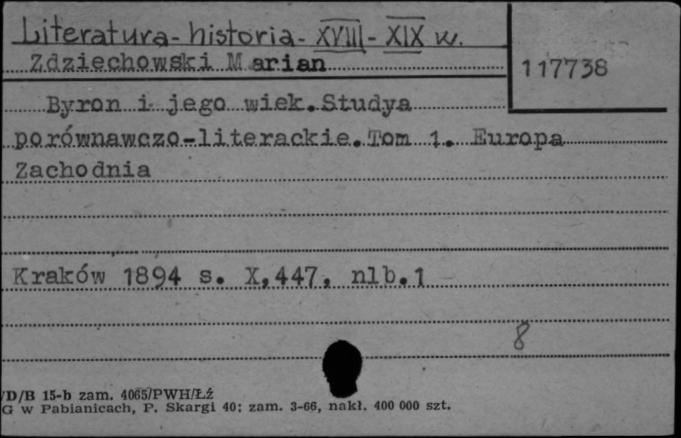 Literatura - historia - XVIII - XIX w.
Zdziechowski Marian
117738
Byron i jego wiek. Studya
porównawczo-literackie. Tom 1. Europa
Zachodnia
Kraków 1894 s. X, 447, nlb. 1
8
/D/B 15-b zam. 4065/PWH/Łź
G w Pabianicach, P. Skargi 40; zam. 3-66, nakł. 400 000 szt.